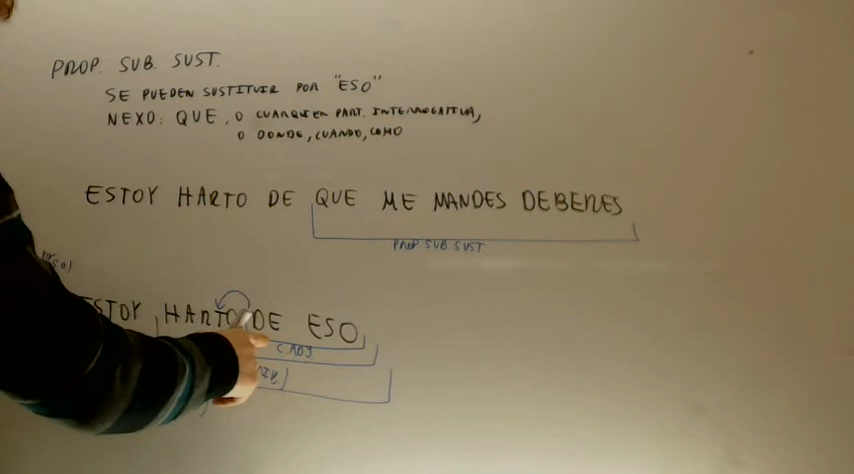 PROP. SUB. SUST.
SE PUEDEN SUSTITUIR POR "ESO"
NEXO: QUE, O CUALQUIER PART. INTERROGATIVA,
O DONDE, CUANDO, COMO
ESTOY HARTO DE QUE ME MANDES DEBERES
PROP SUB SUST.
ESTOY HARTO DE ESO
C.ADJ.